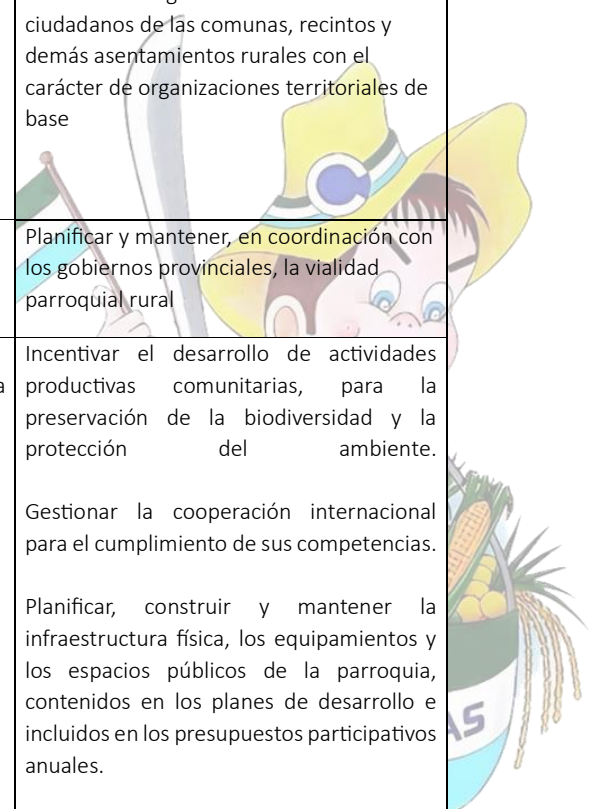 ciudadanos de las comunas, recintos y
demás asentamientos rurales con el
carácter de organizaciones territoriales de
base
Planificar y mantener, en coordinación con
los gobiernos provinciales, la vialidad
parroquial rural
a
Incentivar el desarrollo de actividades
productivas comunitarias, para la
preservación de la biodiversidad y la
protección del ambiente.
Gestionar la cooperación internacional
para el cumplimiento de sus competencias.
Planificar, construir y mantener la
infraestructura física, los equipamientos y
los espacios públicos de la parroquia,
contenidos en los planes de desarrollo e
incluidos en los presupuestos participativos
anuales.
AS